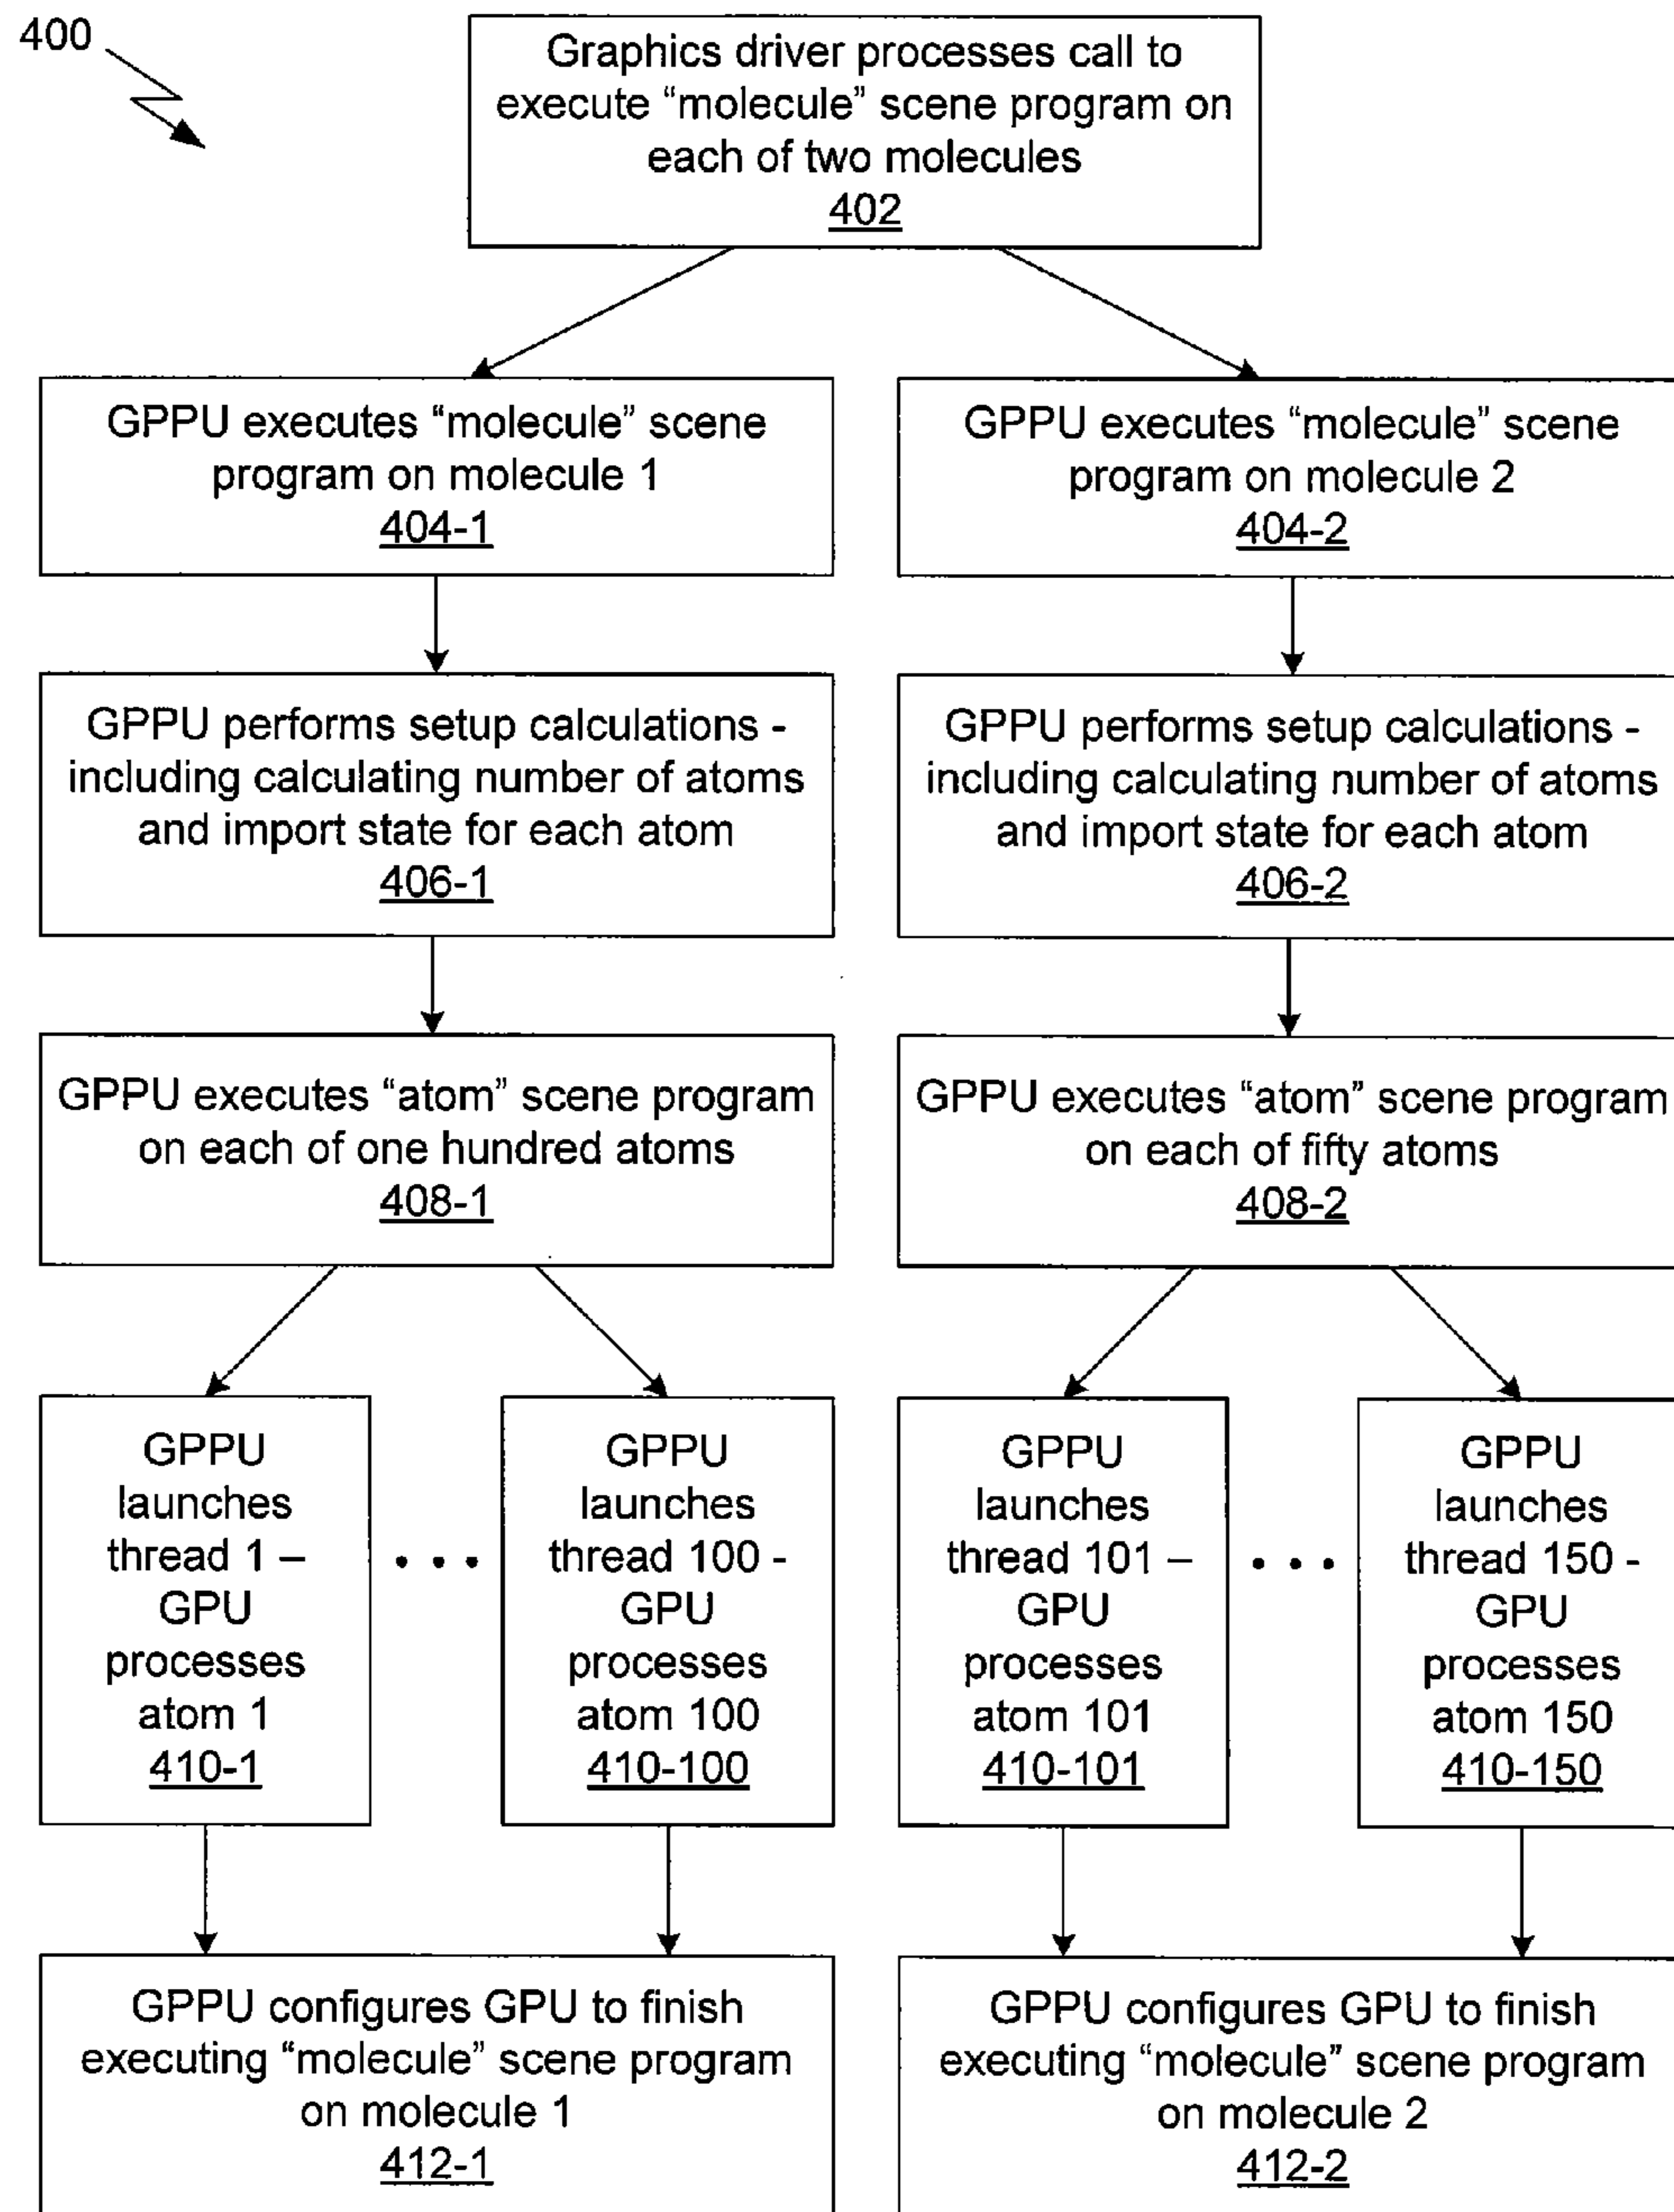 400
Graphics driver processes call to
execute “molecule” scene program on
each of two molecules
402
GPPU executes “molecule” scene
program on molecule 1
404-1
GPPU executes “molecule” scene
program on molecule 2
404-2
GPPU performs setup calculations -
including calculating number of atoms
and import state for each atom
406-1
GPPU performs setup calculations -
including calculating number of atoms
and import state for each atom
406-2
GPPU executes “atom” scene program
on each of one hundred atoms
408-1
GPPU executes “atom” scene program
on each of fifty atoms
408-2
GPPU
launches
thread 1 –
GPU
processes
atom 1
410-1
• • •
GPPU
launches
thread 100 -
GPU
processes
atom 100
410-100
GPPU
launches
thread 101 –
GPU
processes
atom 101
410-101
• • •
GPPU
launches
thread 150 -
GPU
processes
atom 150
410-150
GPPU configures GPU to finish
executing “molecule” scene program
on molecule 1
412-1
GPPU configures GPU to finish
executing “molecule” scene program
on molecule 2
412-2